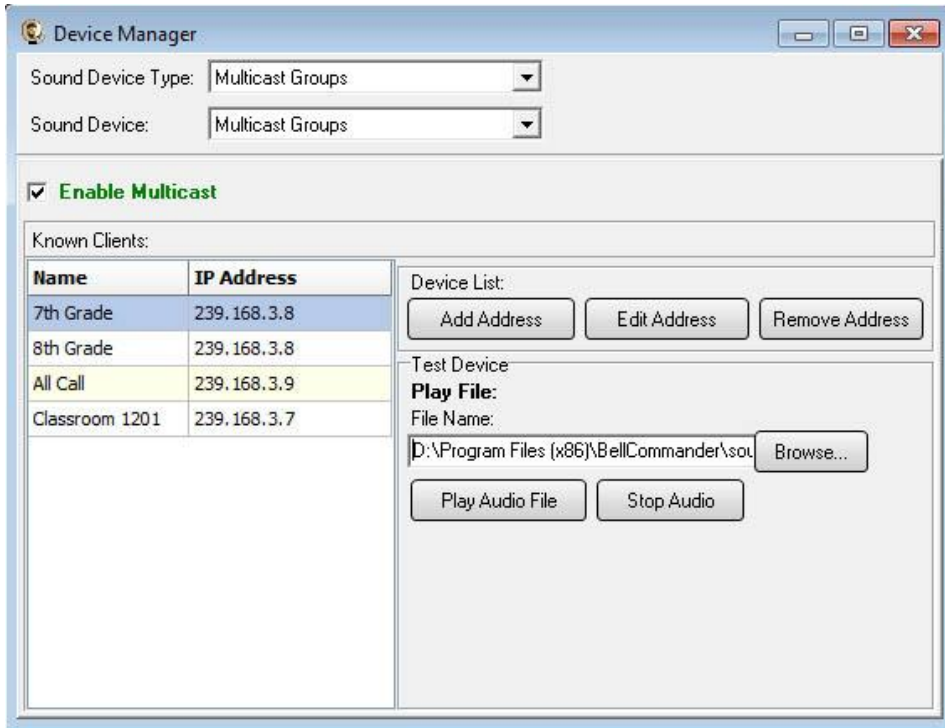 Device Manager
Sound Device Type: Multicast Groups
Sound Device: Multicast Groups
Enable Multicast
Known Clients:
Name IP Address
7th Grade 239.168.3.8
8th Grade 239.168.3.8
All Call 239.168.3.9
Classroom 1201 239.168.3.7
Device List:
Add Address Edit Address Remove Address
Test Device
Play File:
File Name:
D:\Program Files (x86)\BellCommander\sou Browse...
Play Audio File Stop Audio